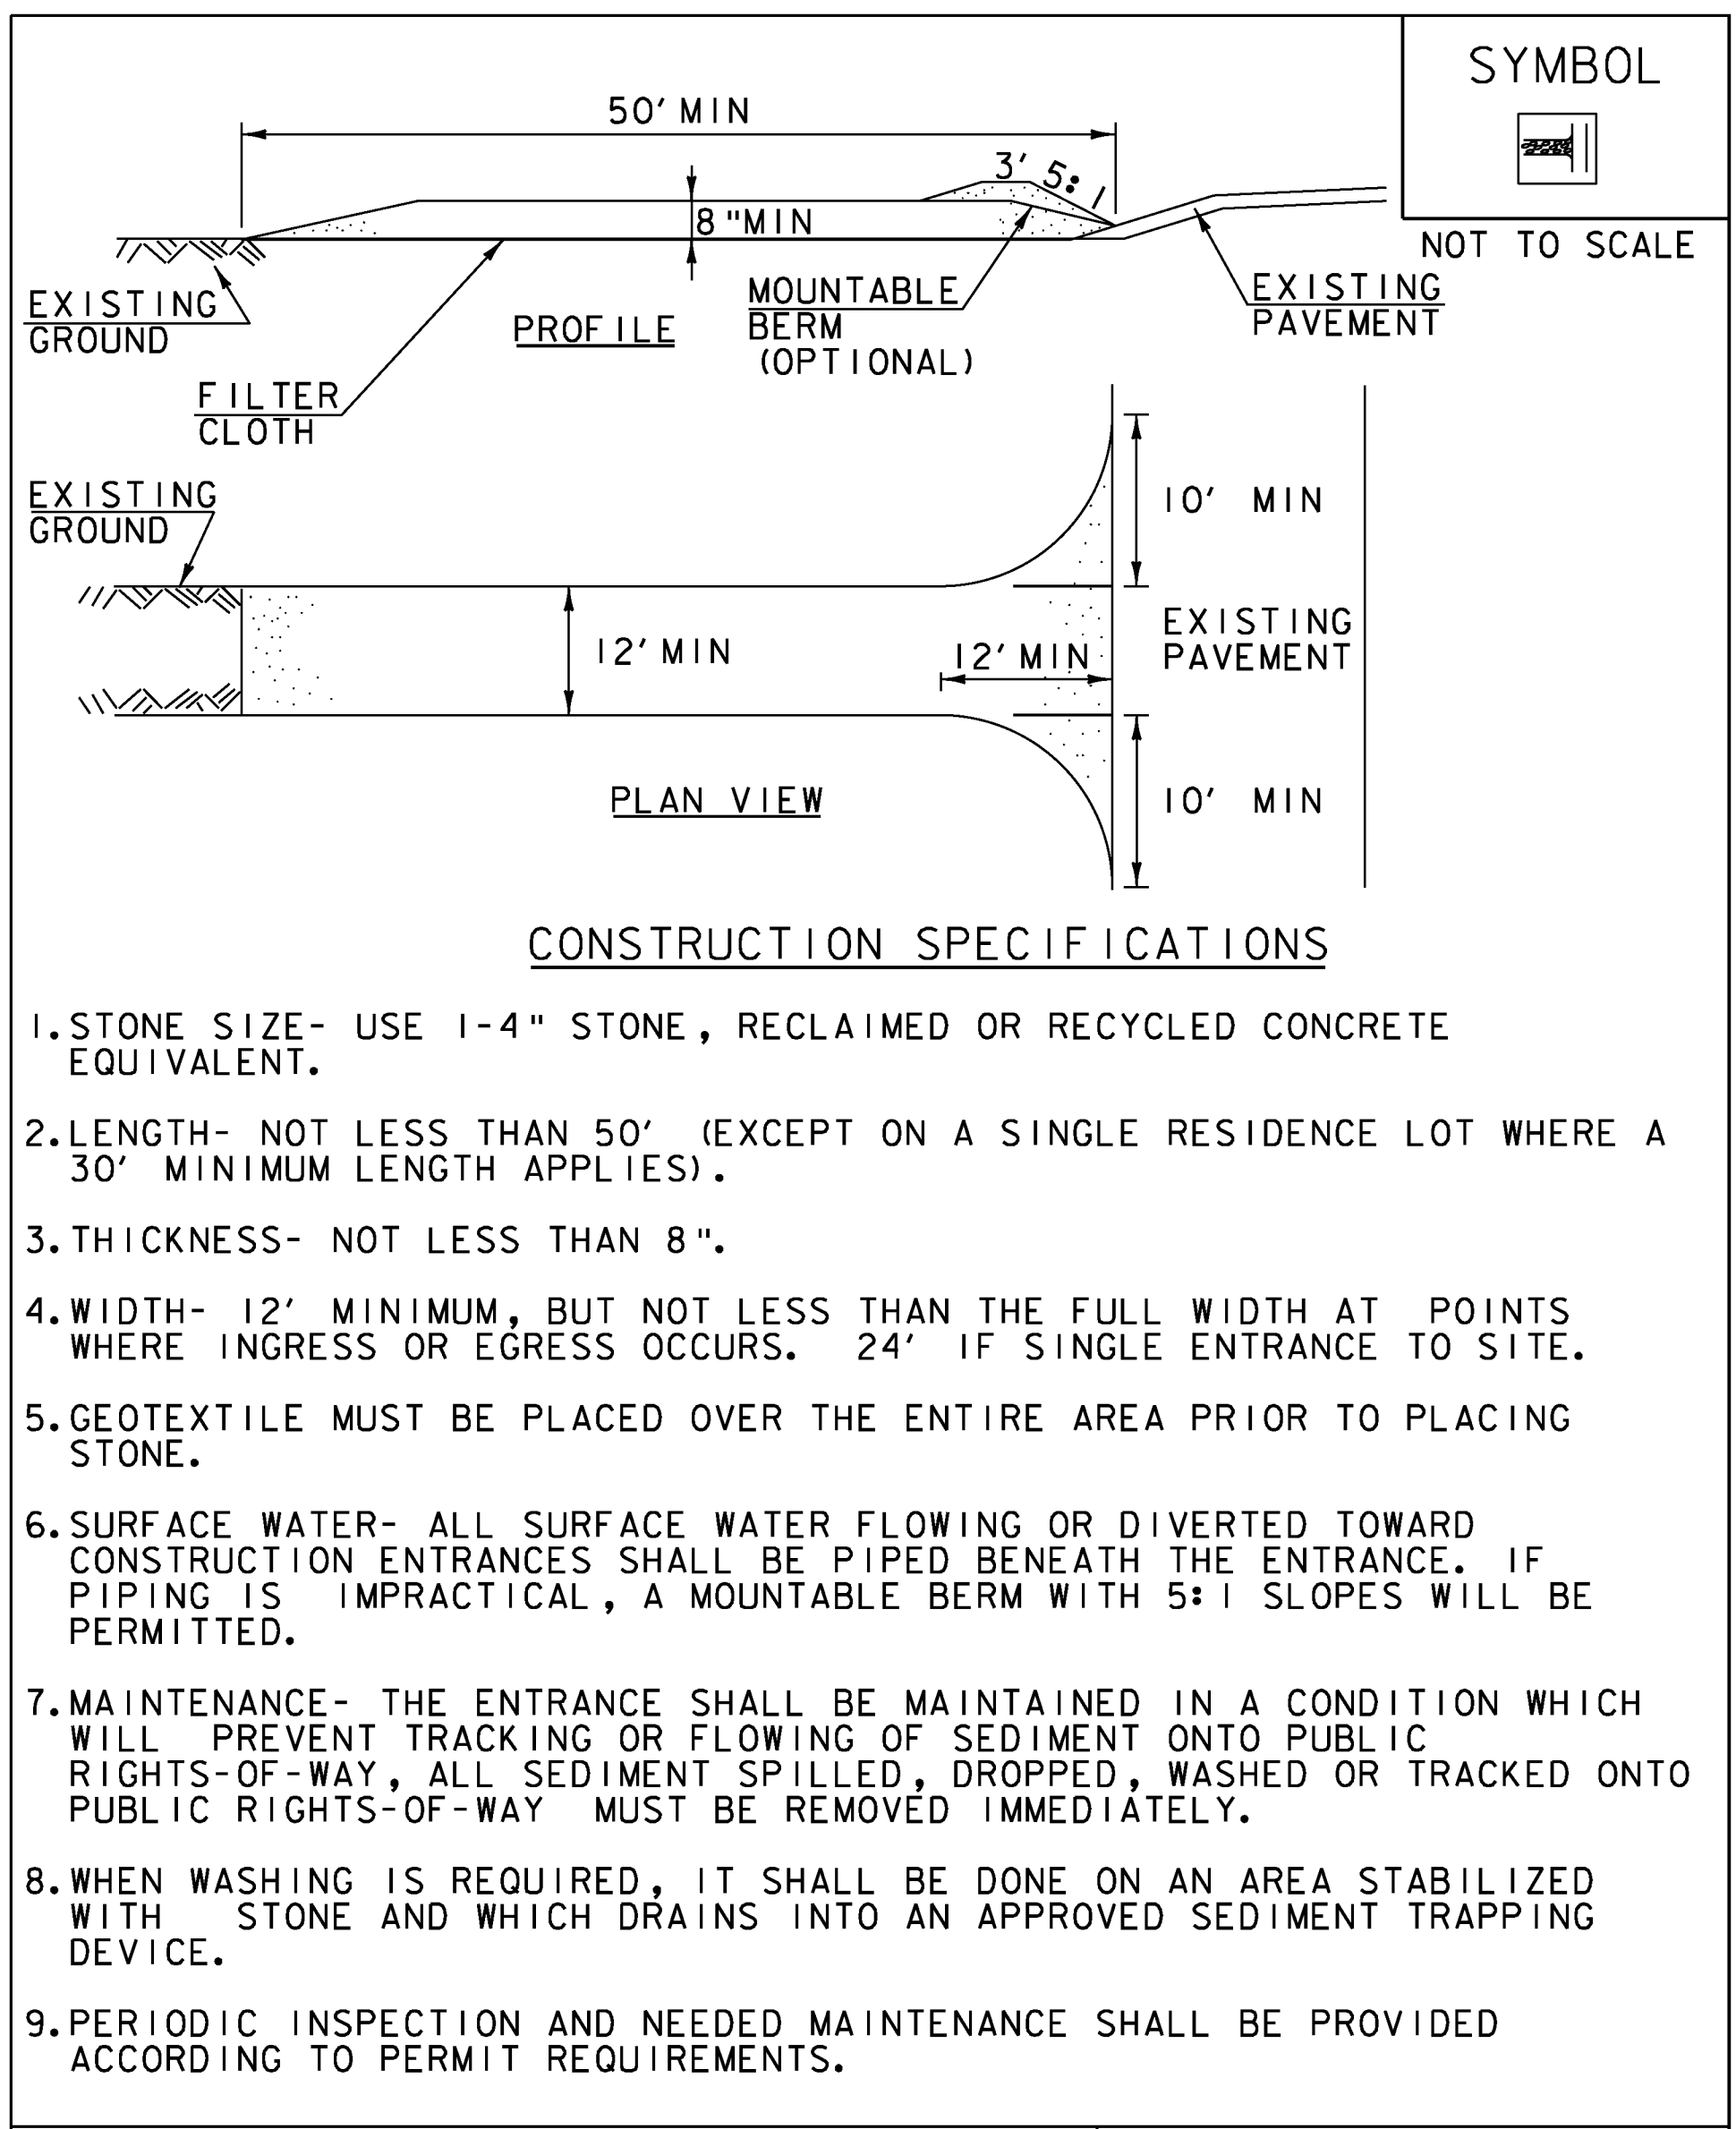 SYMBOL
50' MIN
3' 5:1
8" MIN
NOT TO SCALE
EXISTING
GROUND
PROFILE
MOUNTABLE
BERM
(OPTIONAL)
EXISTING
PAVEMENT
FILTER
CLOTH
EXISTING
GROUND
10' MIN
12' MIN
12' MIN
EXISTING
PAVEMENT
PLAN VIEW
10' MIN
CONSTRUCTION SPECIFICATIONS
1. STONE SIZE- USE 1-4" STONE, RECLAIMED OR RECYCLED CONCRETE
EQUIVALENT.
2. LENGTH- NOT LESS THAN 50' (EXCEPT ON A SINGLE RESIDENCE LOT WHERE A
30' MINIMUM LENGTH APPLIES).
3. THICKNESS- NOT LESS THAN 8".
4. WIDTH- 12' MINIMUM, BUT NOT LESS THAN THE FULL WIDTH AT POINTS
WHERE INGRESS OR EGRESS OCCURS. 24' IF SINGLE ENTRANCE TO SITE.
5. GEOTEXTILE MUST BE PLACED OVER THE ENTIRE AREA PRIOR TO PLACING
STONE.
6. SURFACE WATER- ALL SURFACE WATER FLOWING OR DIVERTED TOWARD
CONSTRUCTION ENTRANCES SHALL BE PIPED BENEATH THE ENTRANCE. IF
PIPING IS IMPRACTICAL, A MOUNTABLE BERM WITH 5:1 SLOPES WILL BE
PERMITTED.
7. MAINTENANCE- THE ENTRANCE SHALL BE MAINTAINED IN A CONDITION WHICH
WILL PREVENT TRACKING OR FLOWING OF SEDIMENT ONTO PUBLIC
RIGHTS-OF-WAY, ALL SEDIMENT SPILLED, DROPPED, WASHED OR TRACKED ONTO
PUBLIC RIGHTS-OF-WAY MUST BE REMOVED IMMEDIATELY.
8. WHEN WASHING IS REQUIRED, IT SHALL BE DONE ON AN AREA STABILIZED
WITH STONE AND WHICH DRAINS INTO AN APPROVED SEDIMENT TRAPPING
DEVICE.
9. PERIODIC INSPECTION AND NEEDED MAINTENANCE SHALL BE PROVIDED
ACCORDING TO PERMIT REQUIREMENTS.